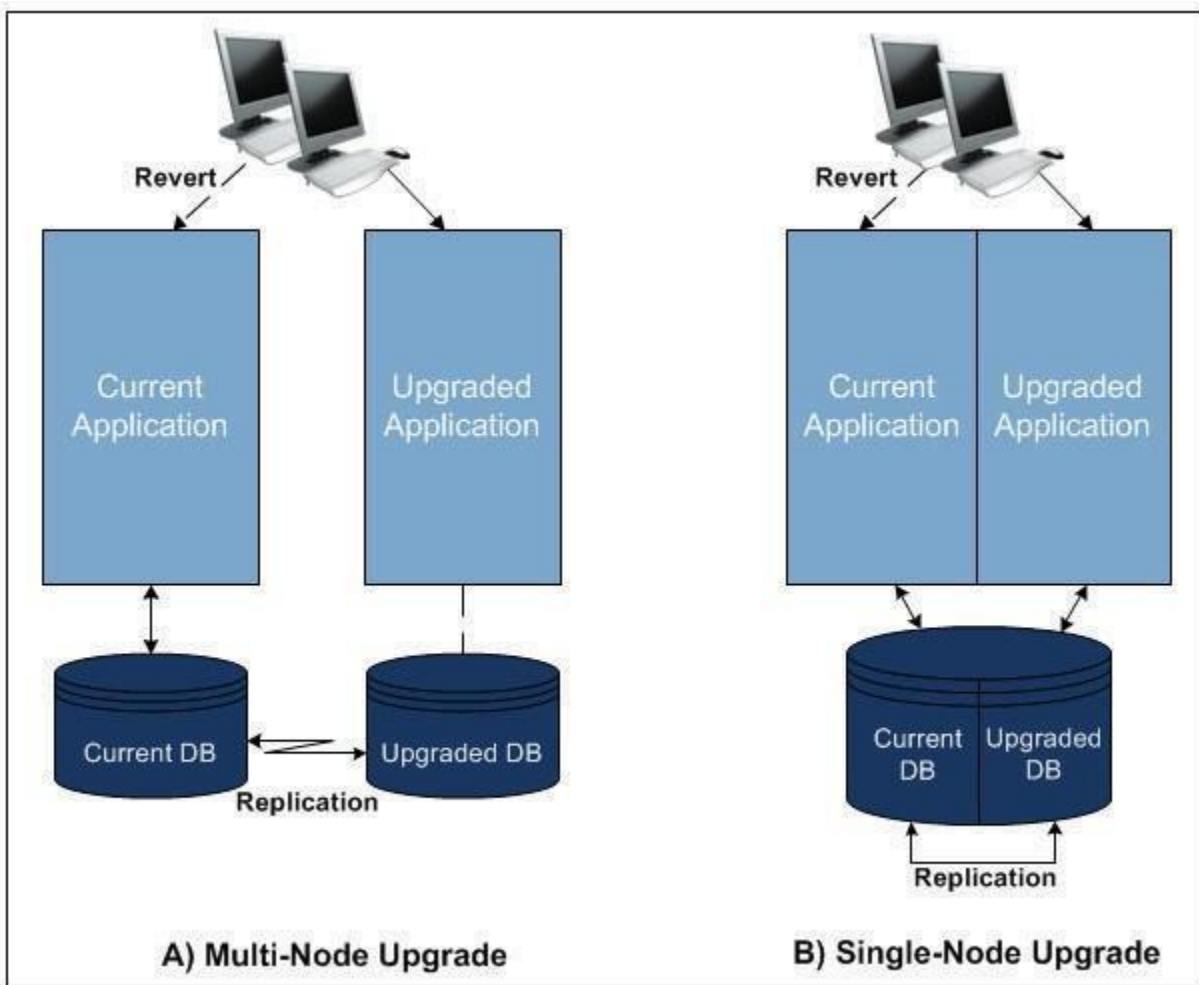 Revert
Current
Application
Upgraded
Application
Current DB
Upgraded DB
Replication
A) Multi-Node Upgrade
Revert
Current
Application
Upgraded
Application
Current
DB
Upgraded
DB
Replication
B) Single-Node Upgrade